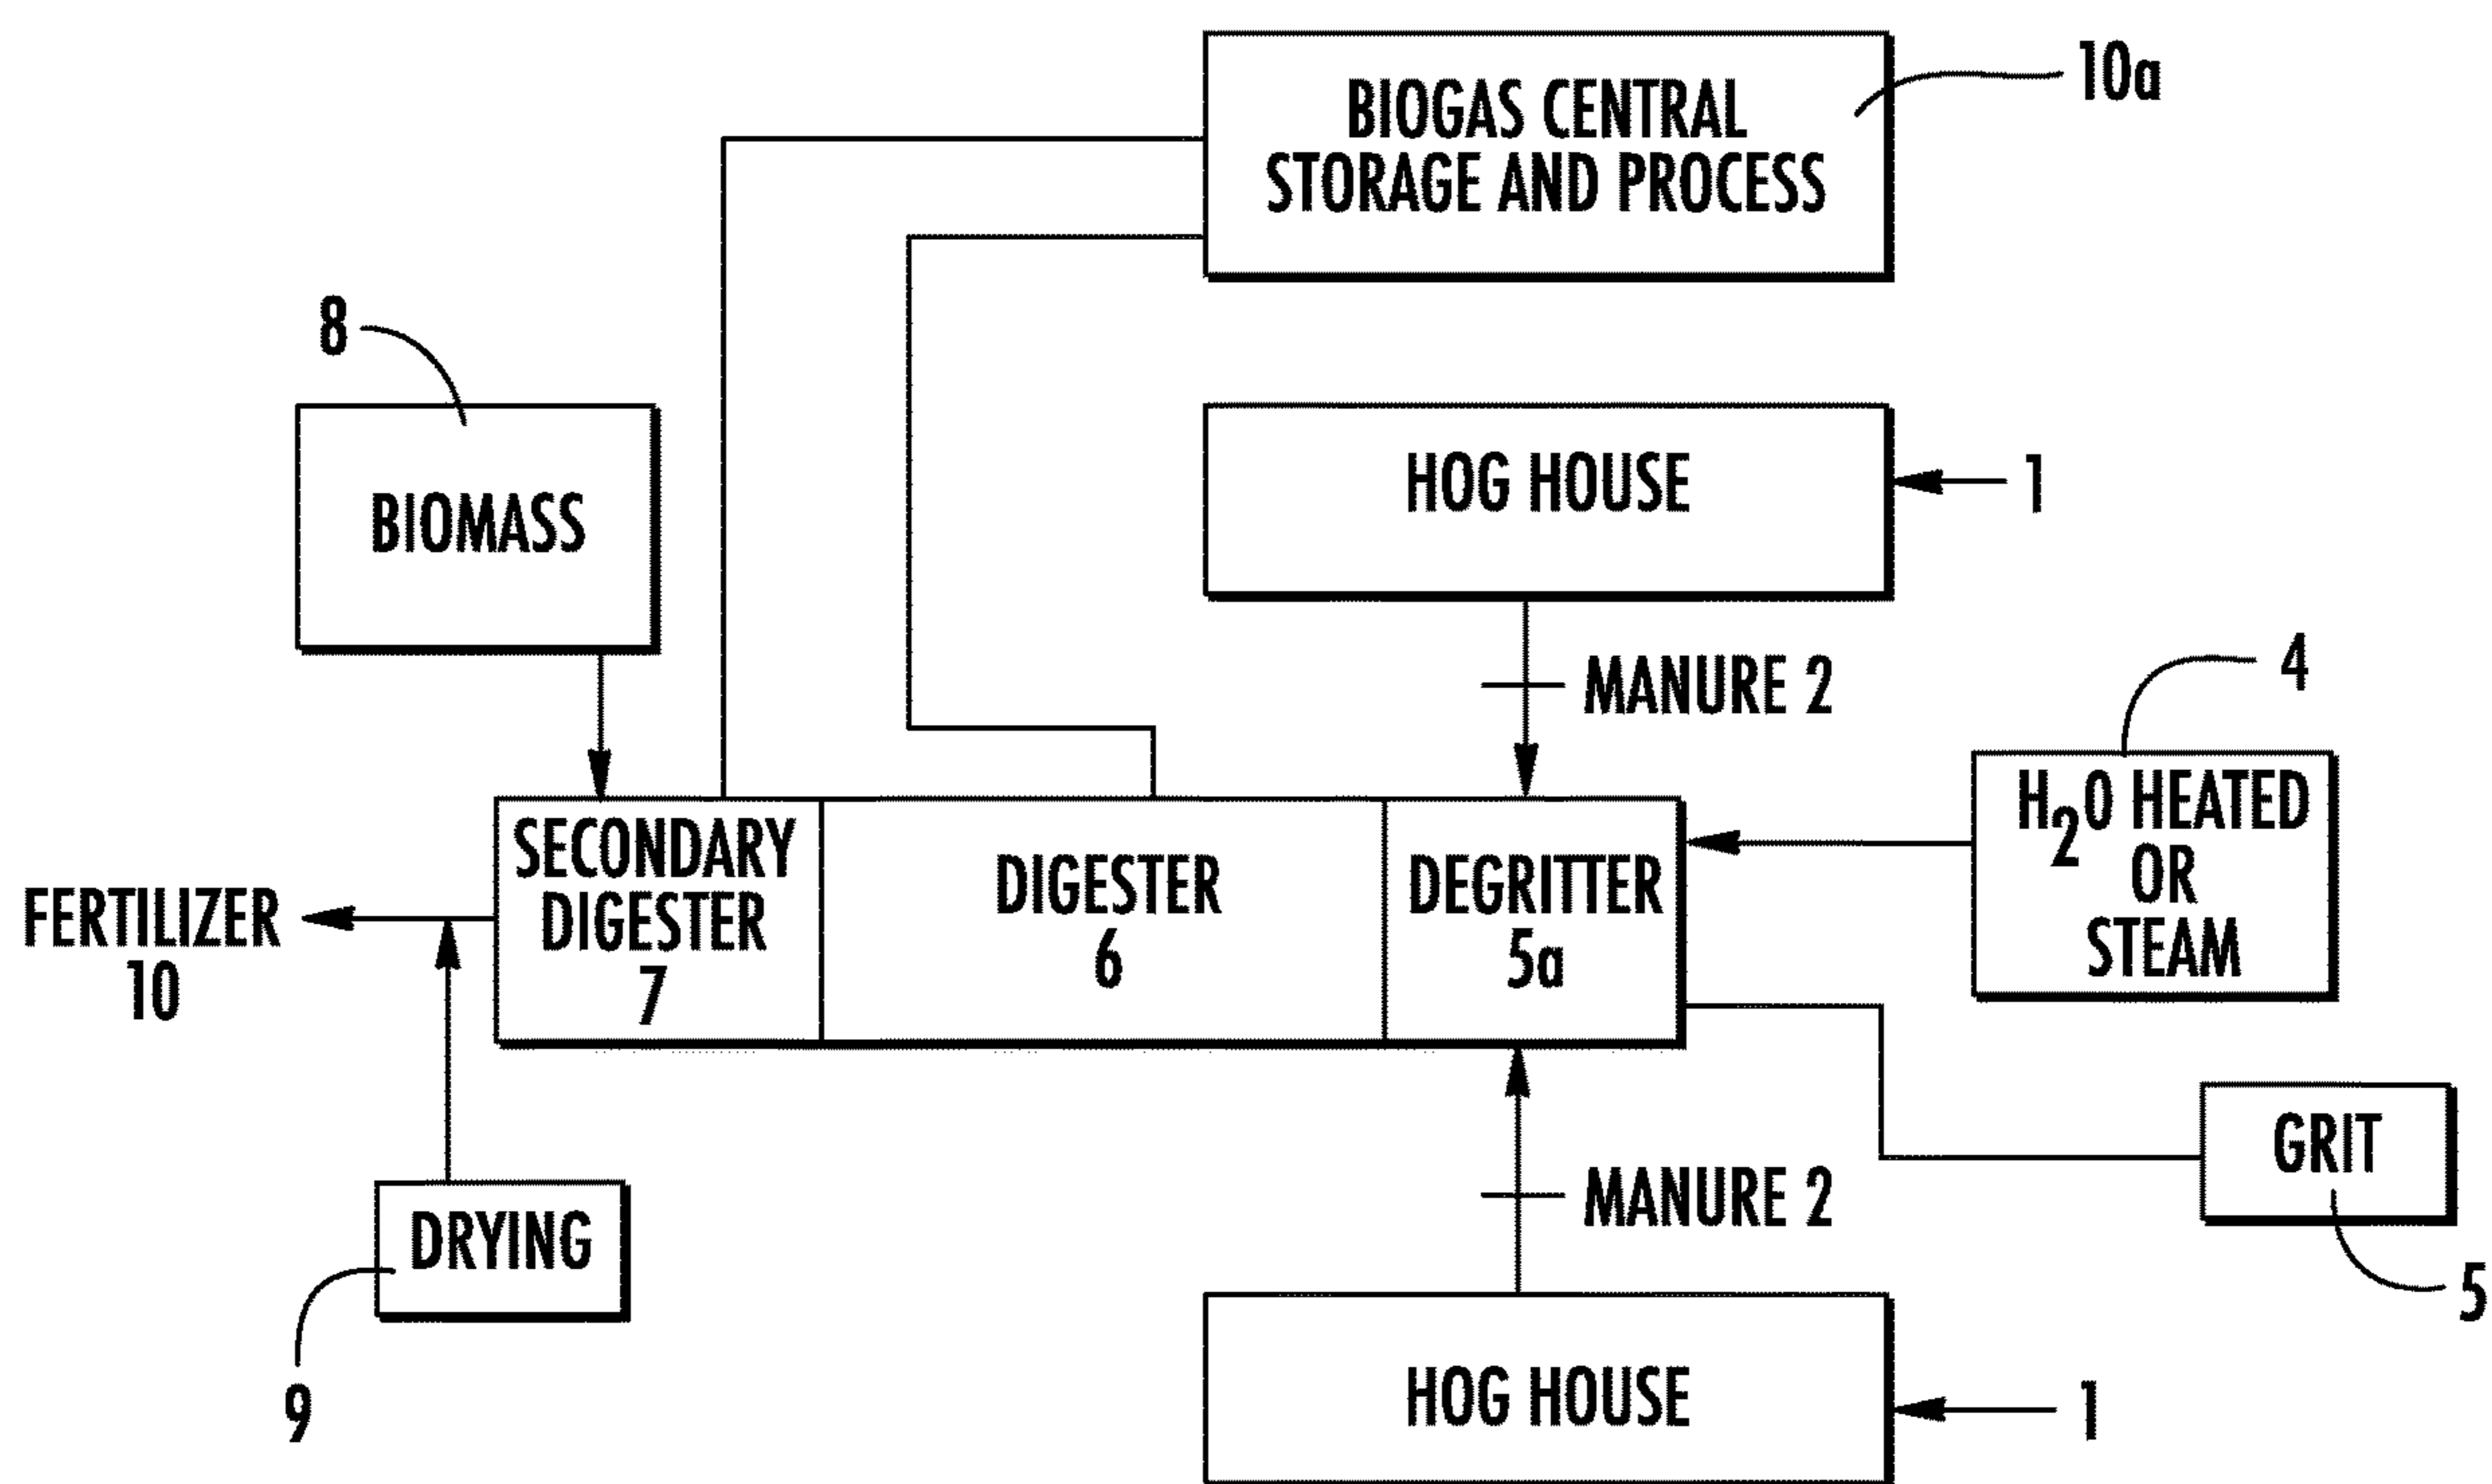 BIOGAS CENTRAL
STORAGE AND PROCESS
10a
8
BIOMASS
HOG HOUSE
1
MANURE 2
4
H2O HEATED
OR
STEAM
SECONDARY
DIGESTER
7
DIGESTER
6
DEGRITTER
5a
FERTILIZER
10
DRYING
9
MANURE 2
GRIT
5
HOG HOUSE
1